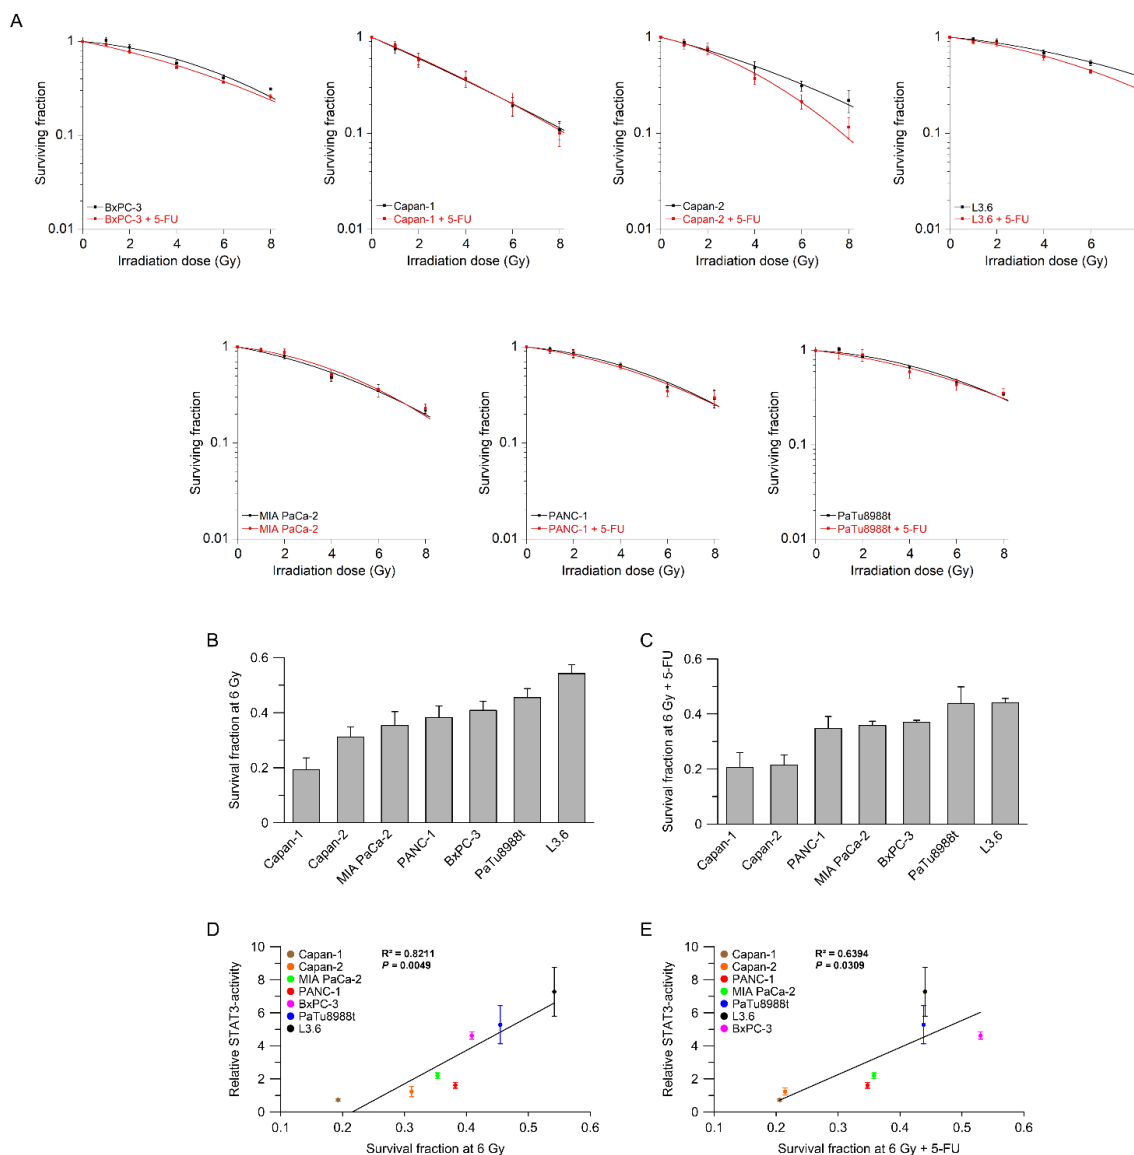 A
Surviving fraction
1
0.1
0.01
BxPC-3
BxPC-3 + 5-FU
0 2 4 6 8
Irradiation dose (Gy)
Surviving fraction
1
0.1
0.01
Capan-1
Capan-1 + 5-FU
0 2 4 6 8
Irradiation dose (Gy)
Surviving fraction
1
0.1
0.01
Capan-2
Capan-2 + 5-FU
0 2 4 6 8
Irradiation dose (Gy)
Surviving fraction
1
0.1
0.01
L3.6
L3.6 + 5-FU
0 2 4 6 8
Irradiation dose (Gy)
Surviving fraction
1
0.1
0.01
MIA PaCa-2
MIA PaCa-2
0 2 4 6 8
Irradiation dose (Gy)
Surviving fraction
1
0.1
0.01
PANC-1
PANC-1 + 5-FU
0 2 4 6 8
Irradiation dose (Gy)
Surviving fraction
1
0.1
0.01
PaTu8988t
PaTu8988t + 5-FU
0 2 4 6 8
Irradiation dose (Gy)
B
Survival fraction at 6 Gy
0.6
0.4
0.2
0
Capan-1
Capan-2
MIA PaCa-2
PANC-1
BxPC-3
PaTu8988t
L3.6
C
Survival fraction at 6 Gy + 5-FU
0.6
0.4
0.2
0
Capan-1
Capan-2
PANC-1
MIA PaCa-2
BxPC-3
PaTu8988t
L3.6
D
Relative STAT3-activity
10
8
6
4
2
0
Capan-1
Capan-2
MIA PaCa-2
PANC-1
BxPC-3
PaTu8988t
L3.6
R² = 0.8211
P = 0.0049
0.1 0.2 0.3 0.4 0.5 0.6
Survival fraction at 6 Gy
E
Relative STAT3-activity
10
8
6
4
2
0
Capan-1
Capan-2
PANC-1
MIA PaCa-2
PaTu8988t
L3.6
BxPC-3
R² = 0.6394
P = 0.0309
0.1 0.2 0.3 0.4 0.5 0.6
Survival fraction at 6 Gy + 5-FU